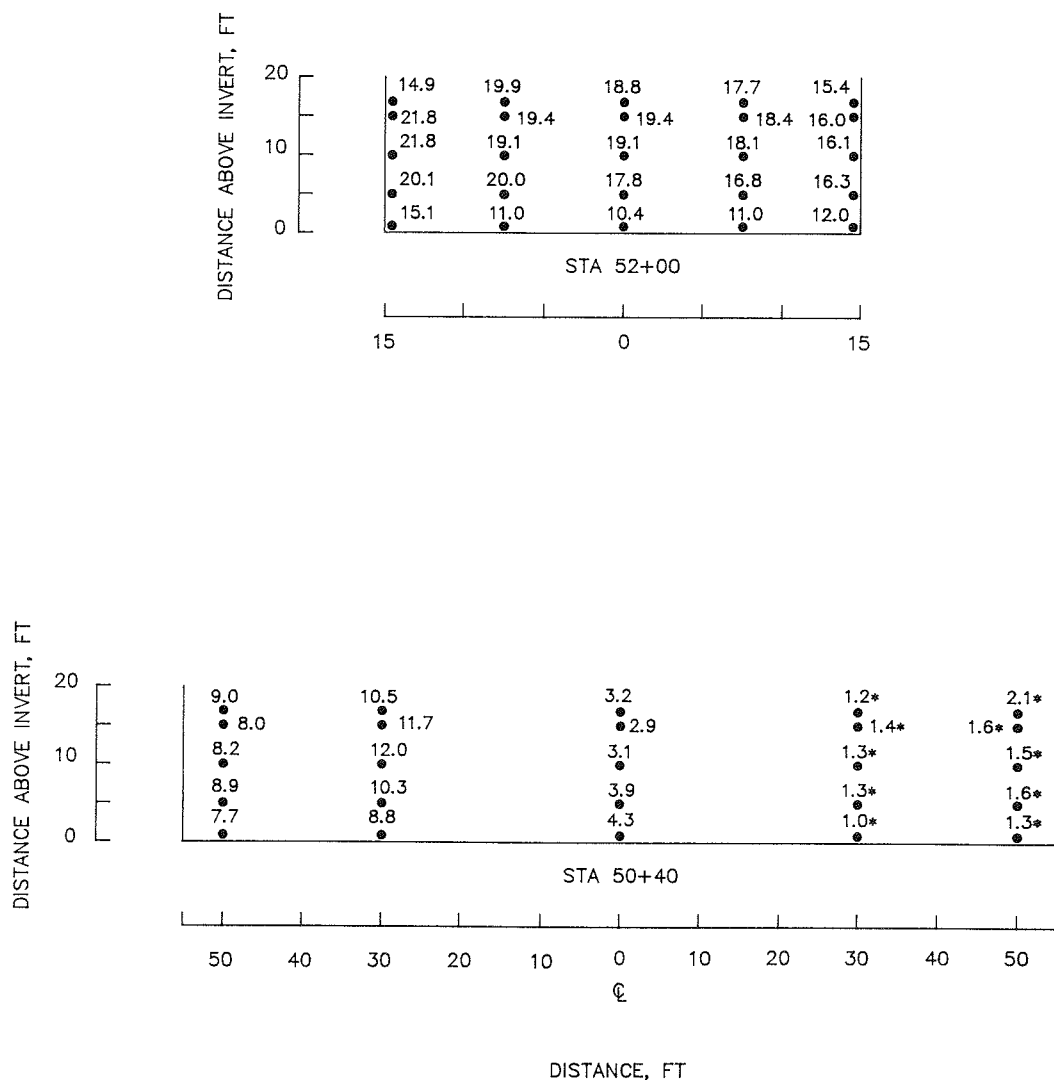 DISTANCE ABOVE INVERT, FT
20
14.9 19.9 18.8 17.7 15.4
21.8 19.4 19.4 18.4 16.0
10
21.8 19.1 19.1 18.1 16.1
20.1 20.0 17.8 16.8 16.3
15.1 11.0 10.4 11.0 12.0
0
STA 52+00
15 0 15
DISTANCE ABOVE INVERT, FT
20
9.0 10.5 3.2 1.2* 2.1*
8.0 11.7 2.9 1.4* 1.6*
10
8.2 12.0 3.1 1.3* 1.5*
8.9 10.3 3.9 1.3* 1.6*
7.7 8.8 4.3 1.0* 1.3*
0
STA 50+40
50 40 30 20 10 0 10 20 30 40 50
℄
DISTANCE, FT